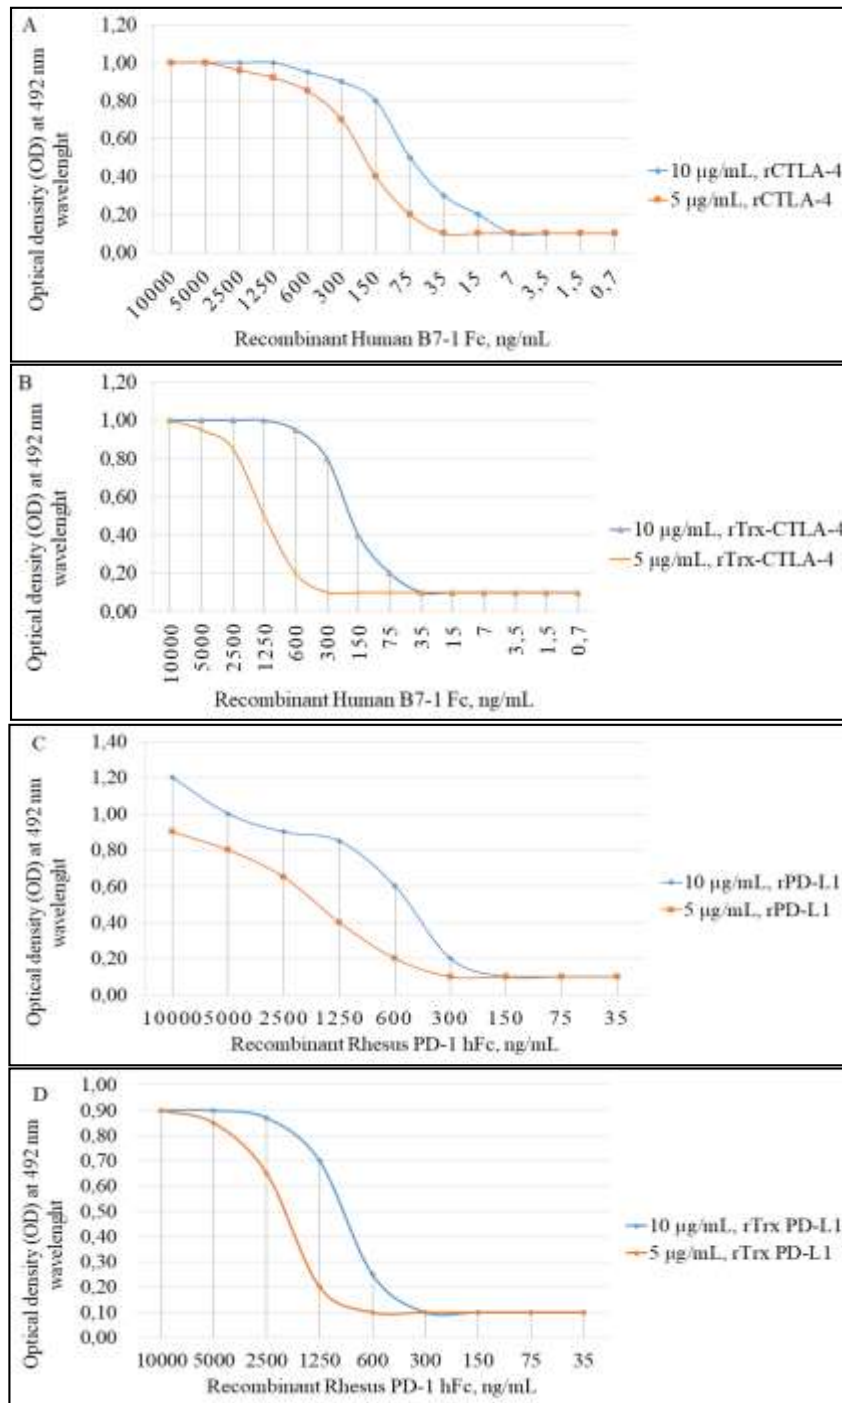 A
1,20
1,00
0,80
0,60
0,40
0,20
0,00
Optical density (OD) at 492 nm
wavelenght
10000
5000
2500
1250
600
300
150
75
35
15
7
3,5
1,5
0,7
Recombinant Human B7-1 Fc, ng/mL
10 µg/mL, rCTLA-4
5 µg/mL, rCTLA-4
B
1,20
1,00
0,80
0,60
0,40
0,20
0,00
Optical density (OD) at 492 nm
wavelenght
10000
5000
2500
1250
600
300
150
75
35
15
7
3,5
1,5
0,7
Recombinant Human B7-1 Fc, ng/mL
10 µg/mL, rTrx-CTLA-4
5 µg/mL, rTrx-CTLA-4
C
1,40
1,20
1,00
0,80
0,60
0,40
0,20
0,00
Optical density (OD) at 492 nm
wavelenght
10000 5000 2500 1250 600 300 150 75 35
Recombinant Rhesus PD-1 hFc, ng/mL
10 µg/mL, rPD-L1
5 µg/mL, rPD-L1
D
1,00
0,90
0,80
0,70
0,60
0,50
0,40
0,30
0,20
0,10
0,00
Optical density (OD) at 492 nm
wavelenght
10000 5000 2500 1250 600 300 150 75 35
Recombinant Rhesus PD-1 hFc, ng/mL
10 µg/mL, rTrx PD-L1
5 µg/mL, rTrx PD-L1